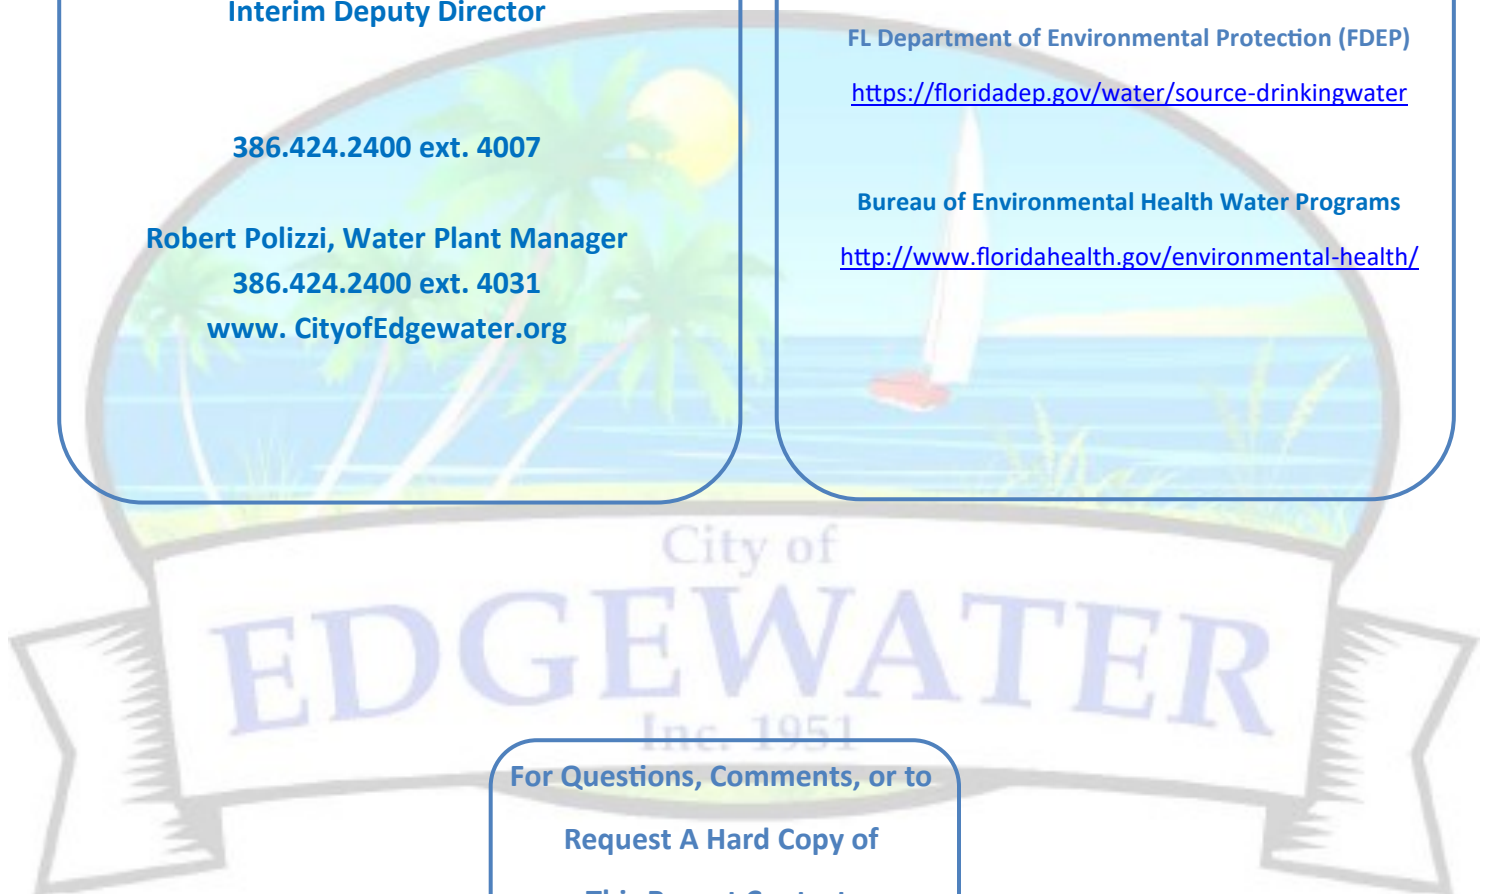 Interim Deputy Director
386.424.2400 ext. 4007
Robert Polizzi, Water Plant Manager
386.424.2400 ext. 4031
www. CityofEdgewater.org
FL Department of Environmental Protection (FDEP)
https://floridadep.gov/water/source-drinkingwater
Bureau of Environmental Health Water Programs
http://www.floridahealth.gov/environmental-health/
City of
EDGEWATER
Inc. 1951
For Questions, Comments, or to
Request A Hard Copy of
This Report Contact